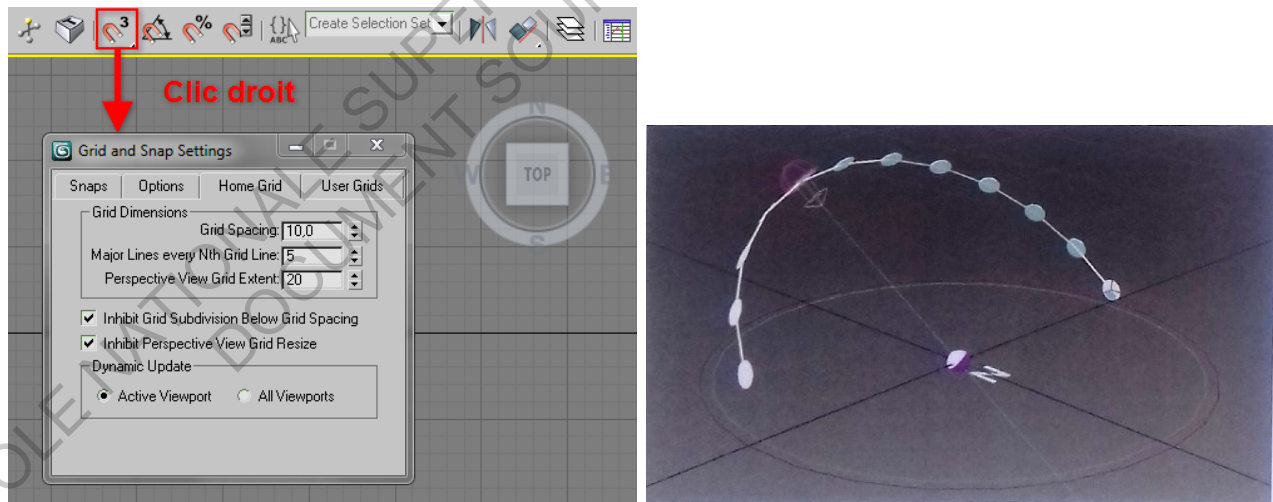 3
%
{}
ABC
Create Selection Set
Clic droit
N
W
TOP
E
S
Grid and Snap Settings
Snaps
Options
Home Grid
User Grids
Grid Dimensions
Grid Spacing: 10,0
Major Lines every Nth Grid Line: 5
Perspective View Grid Extent: 20
Inhibit Grid Subdivision Below Grid Spacing
Inhibit Perspective View Grid Resize
Dynamic Update
Active Viewport
All Viewports
N